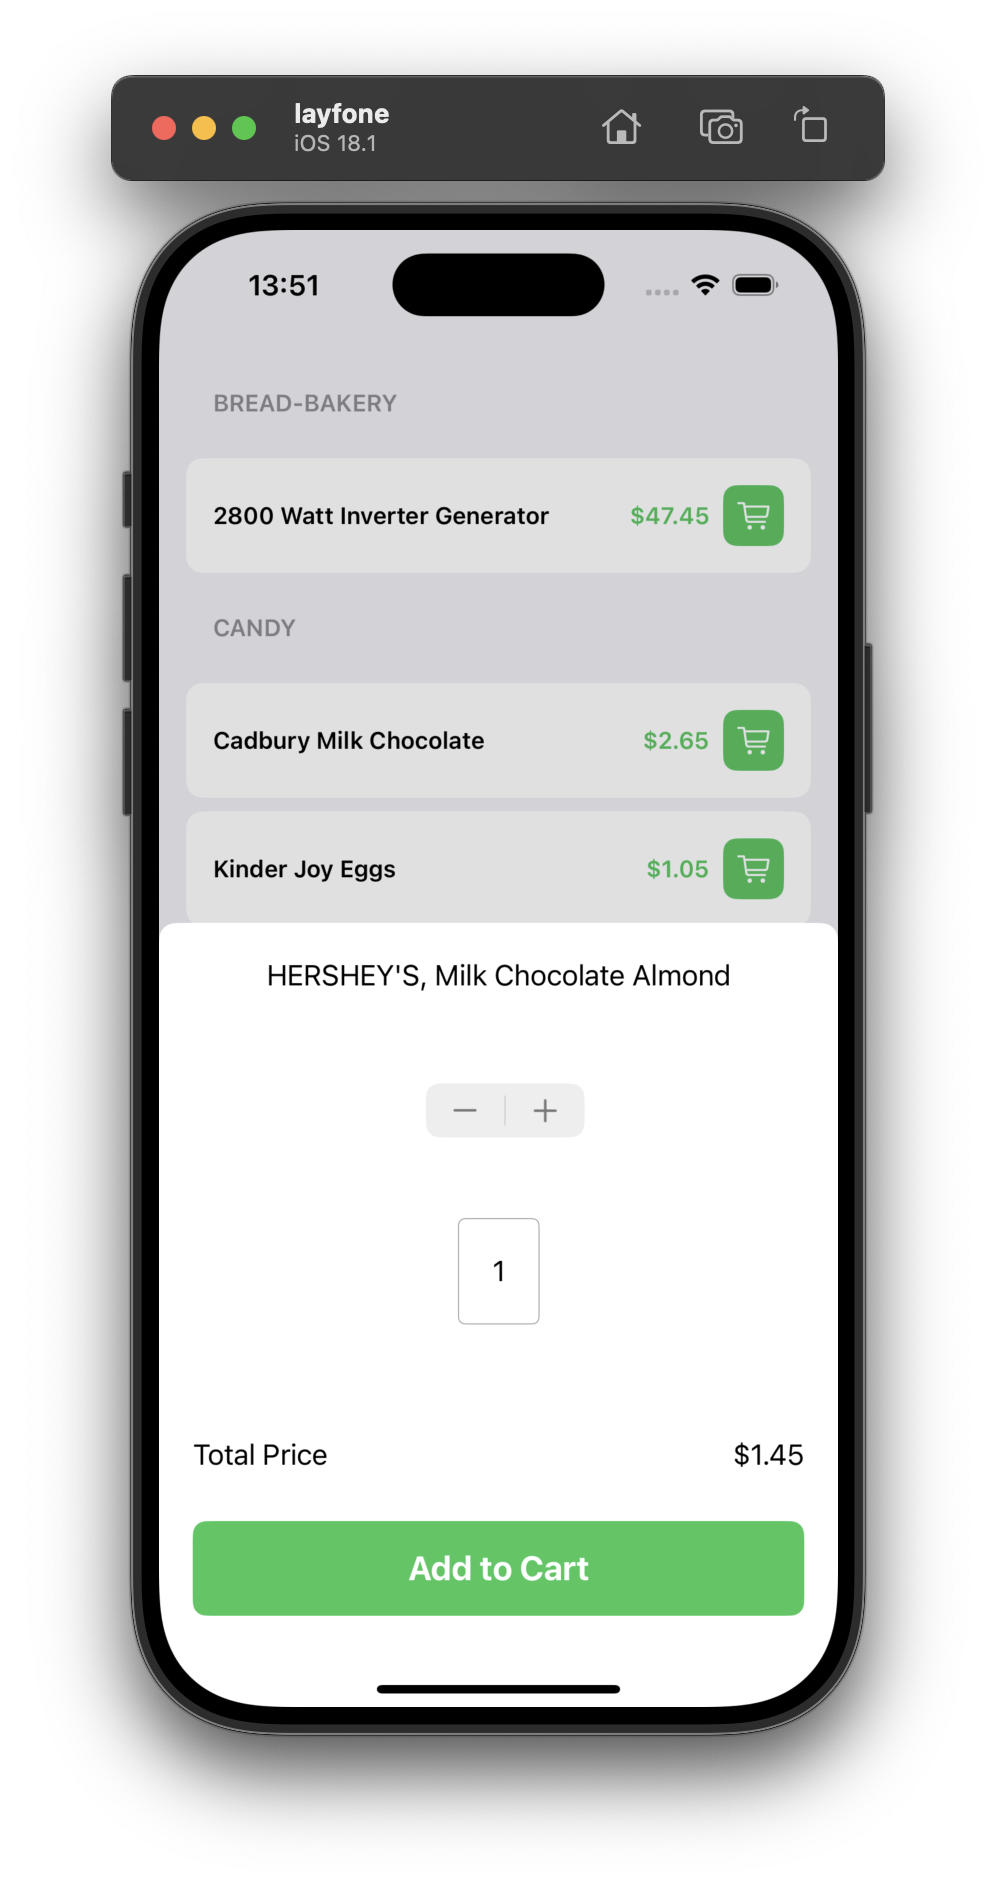 layfone
iOS 18.1
13:51
BREAD-BAKERY
2800 Watt Inverter Generator $47.45
CANDY
Cadbury Milk Chocolate $2.65
Kinder Joy Eggs $1.05
HERSHEY'S, Milk Chocolate Almond
1
Total Price $1.45
Add to Cart